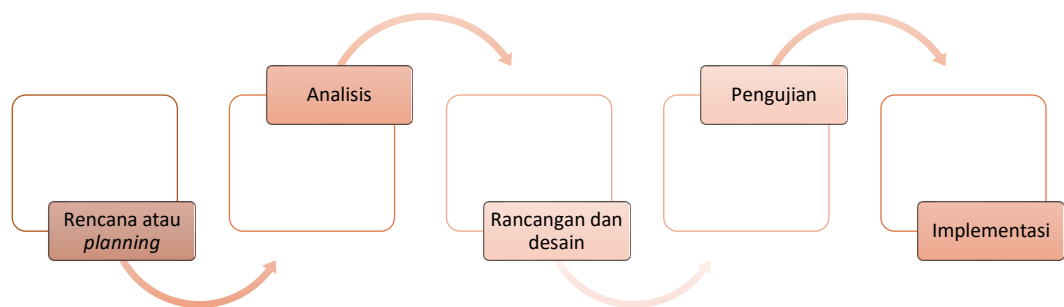 Rencana atau
planning
Analisis
Rancangan dan
desain
Pengujian
Implementasi